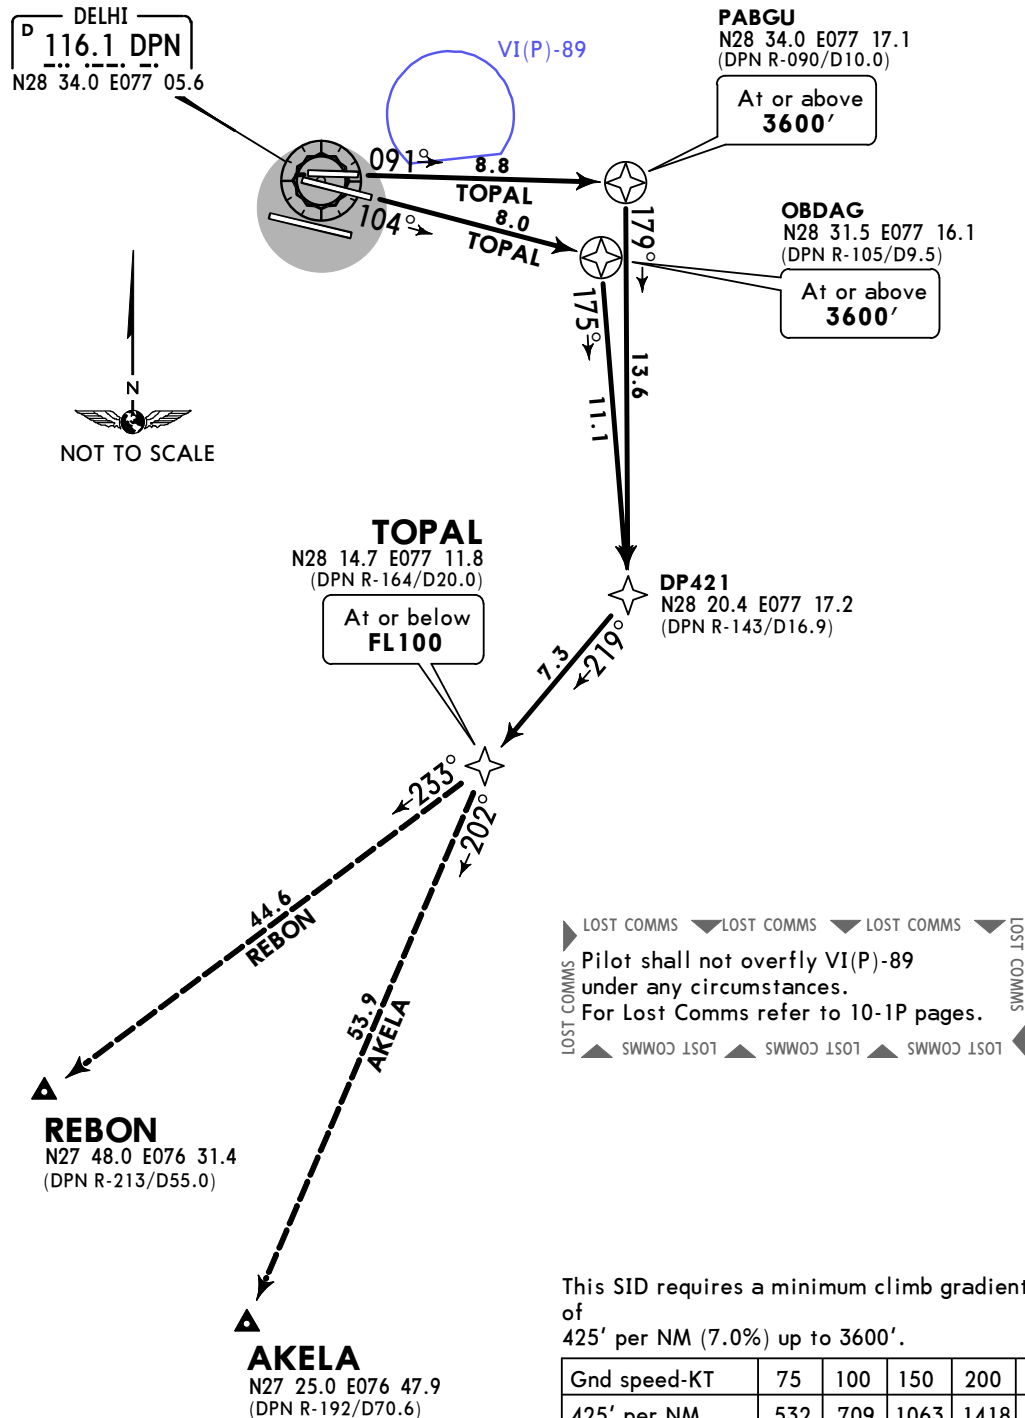 DELHI
D
116.1 DPN
N28 34.0 E077 05.6
VI(P)-89
PABGU
N28 34.0 E077 17.1
(DPN R-090/D10.0)
At or above
3600'
091°
8.8
TOPAL
104°
8.0
TOPAL
179°
OBDAG
N28 31.5 E077 16.1
(DPN R-105/D9.5)
At or above
3600'
175°
13.6
11.1
N
NOT TO SCALE
TOPAL
N28 14.7 E077 11.8
(DPN R-164/D20.0)
At or below
FL100
DP421
N28 20.4 E077 17.2
(DPN R-143/D16.9)
7.3
219°
233°
202°
44.6
REBON
53.9
AKELA
LOST COMMS LOST COMMS LOST COMMS
LOST COMMS
LOST COMMS
Pilot shall not overfly VI(P)-89
under any circumstances.
For Lost Comms refer to 10-1P pages.
LOST COMMS LOST COMMS LOST COMMS
REBON
N27 48.0 E076 31.4
(DPN R-213/D55.0)
AKELA
N27 25.0 E076 47.9
(DPN R-192/D70.6)
This SID requires a minimum climb gradient
of
425' per NM (7.0%) up to 3600'.
Gnd speed-KT 75 100 150 200
425' per NM 532 709 1063 1418